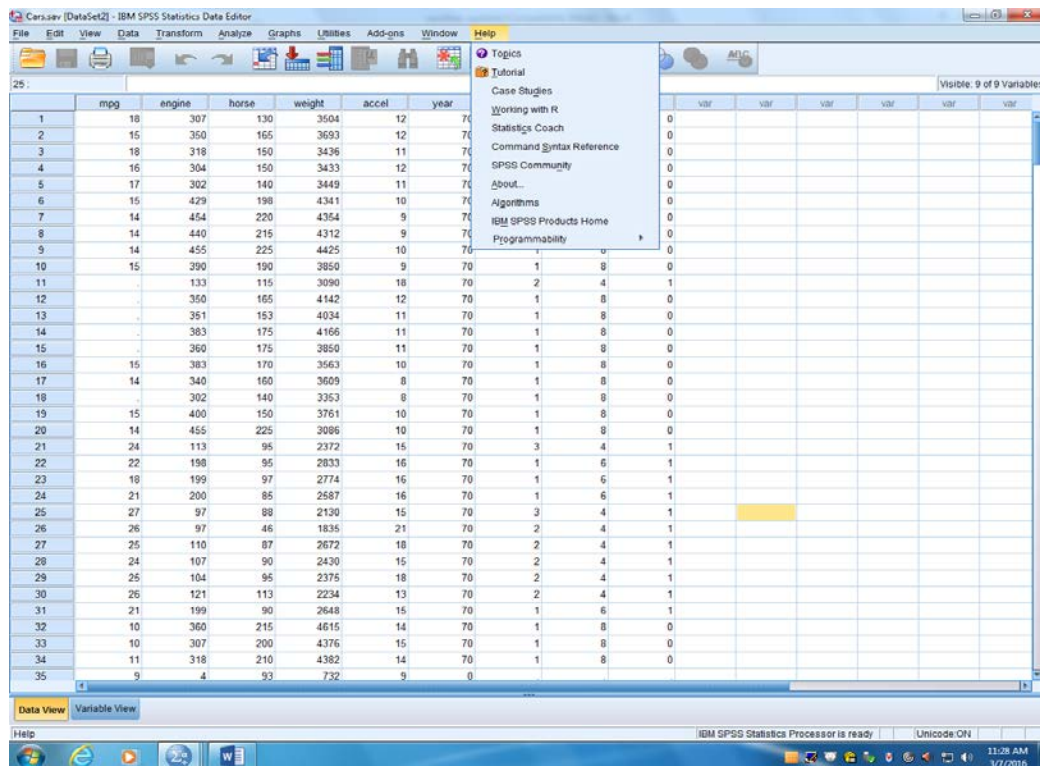 Cars.sav [DataSet2] - IBM SPSS Statistics Data Editor
File Edit View Data Transform Analyze Graphs Utilities Add-ons Window Help
25 :
Visible: 9 of 9 Variables
Topics
Tutorial
Case Studies
Working with R
Statistics Coach
Command Syntax Reference
SPSS Community
About...
Algorithms
IBM SPSS Products Home
Programmability
mpg engine horse weight accel year var var var var var var
1 18 307 130 3504 12 70 0
2 15 350 165 3693 12 70 0
3 18 318 150 3436 11 70 0
4 16 304 150 3433 12 70 0
5 17 302 140 3449 11 70 0
6 15 429 198 4341 10 70 0
7 14 454 220 4354 9 70 0
8 14 440 215 4312 9 70 0
9 14 455 225 4425 10 70 1 8 0
10 15 390 190 3850 9 70 1 8 0
11 . 133 115 3090 18 70 2 4 1
12 . 350 165 4142 12 70 1 8 0
13 . 351 153 4034 11 70 1 8 0
14 . 383 175 4166 11 70 1 8 0
15 . 360 175 3850 11 70 1 8 0
16 15 383 170 3563 10 70 1 8 0
17 14 340 160 3609 8 70 1 8 0
18 . 302 140 3353 8 70 1 8 0
19 15 400 150 3761 10 70 1 8 0
20 14 455 225 3086 10 70 1 8 0
21 24 113 95 2372 15 70 3 4 1
22 22 198 95 2833 16 70 1 6 1
23 18 199 97 2774 16 70 1 6 1
24 21 200 85 2587 16 70 1 6 1
25 27 97 88 2130 15 70 3 4 1
26 26 97 46 1835 21 70 2 4 1
27 25 110 87 2672 18 70 2 4 1
28 24 107 90 2430 15 70 2 4 1
29 25 104 95 2375 18 70 2 4 1
30 26 121 113 2234 13 70 2 4 1
31 21 199 90 2648 15 70 1 6 1
32 10 360 215 4615 14 70 1 8 0
33 10 307 200 4376 15 70 1 8 0
34 11 318 210 4382 14 70 1 8 0
35 9 4 93 732 9 0 . . .
Data View Variable View
Help
IBM SPSS Statistics Processor is ready
Unicode:ON
11:28 AM
3/7/2016